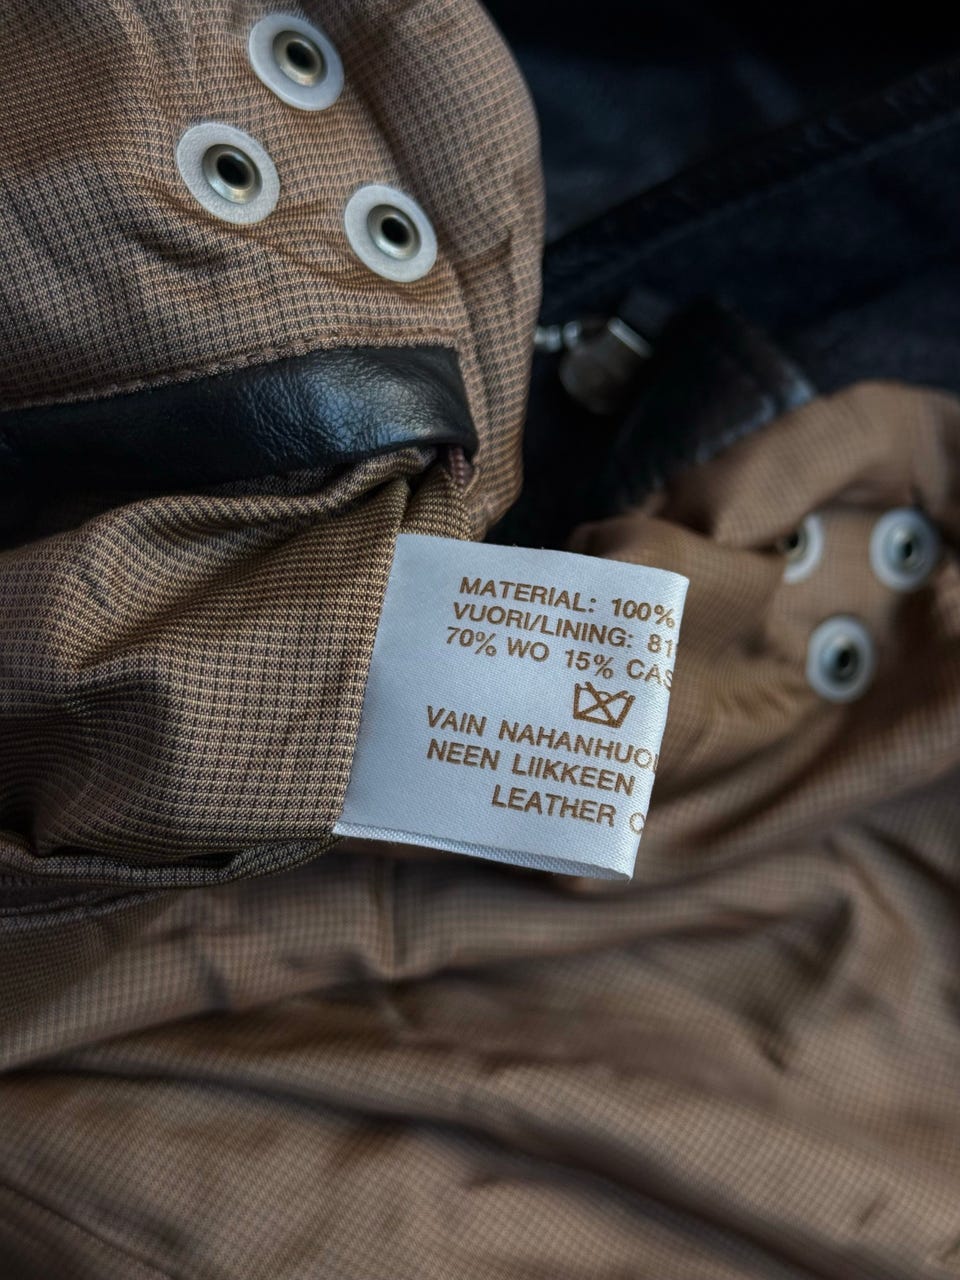 MATERIAL: 100%
VUORI/LINING: 81
70% WO 15% CAS
VAIN NAHANHUO
NEEN LIIKKEEN
LEATHER C